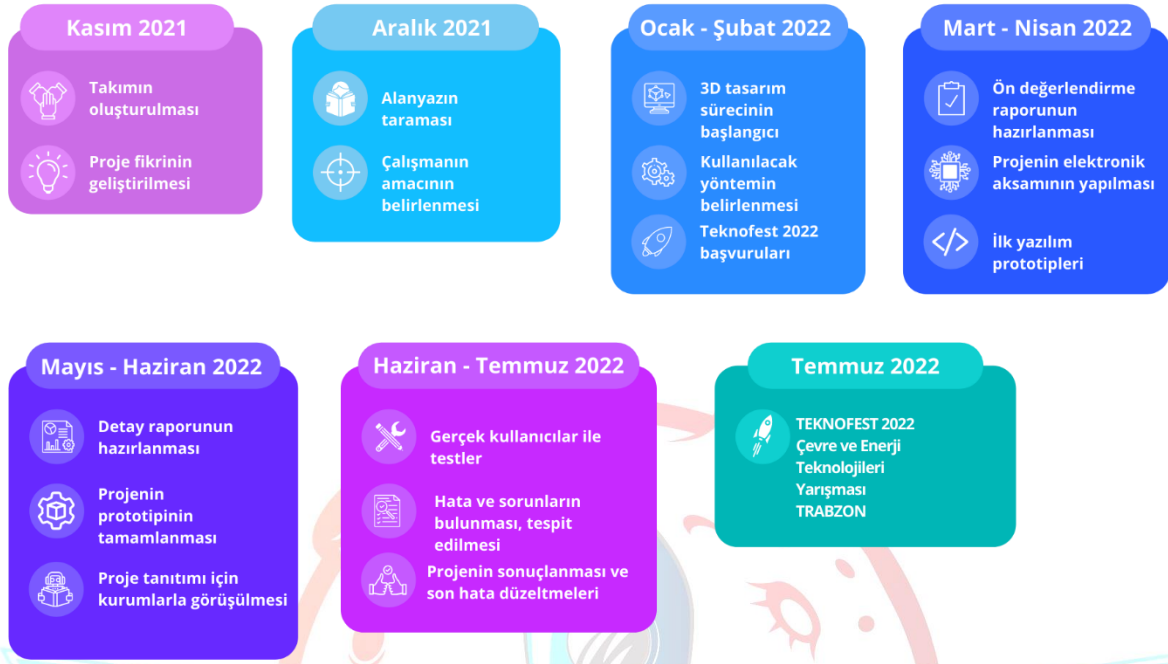 Kasım 2021
Takımın
oluşturulması
Proje fikrinin
geliştirilmesi
Aralık 2021
Alanyazın
taraması
Çalışmanın
amacının
belirlenmesi
Ocak - Şubat 2022
3D tasarım
sürecinin
başlangıcı
Kullanılacak
yöntemin
belirlenmesi
Teknofest 2022
başvuruları
Mart - Nisan 2022
Ön değerlendirme
raporunun
hazırlanması
Projenin elektronik
aksamının yapılması
İlk yazılım
prototipleri
Mayıs - Haziran 2022
Detay raporunun
hazırlanması
Projenin
prototipinin
tamamlanması
Proje tanıtımı için
kurumlarla görüşülmesi
Haziran - Temmuz 2022
Gerçek kullanıcılar ile
testler
Hata ve sorunların
bulunması, tespit
edilmesi
Projenin sonuçlanması ve
son hata düzeltmeleri
Temmuz 2022
TEKNOFEST 2022
Çevre ve Enerji
Teknolojileri
Yarışması
TRABZON